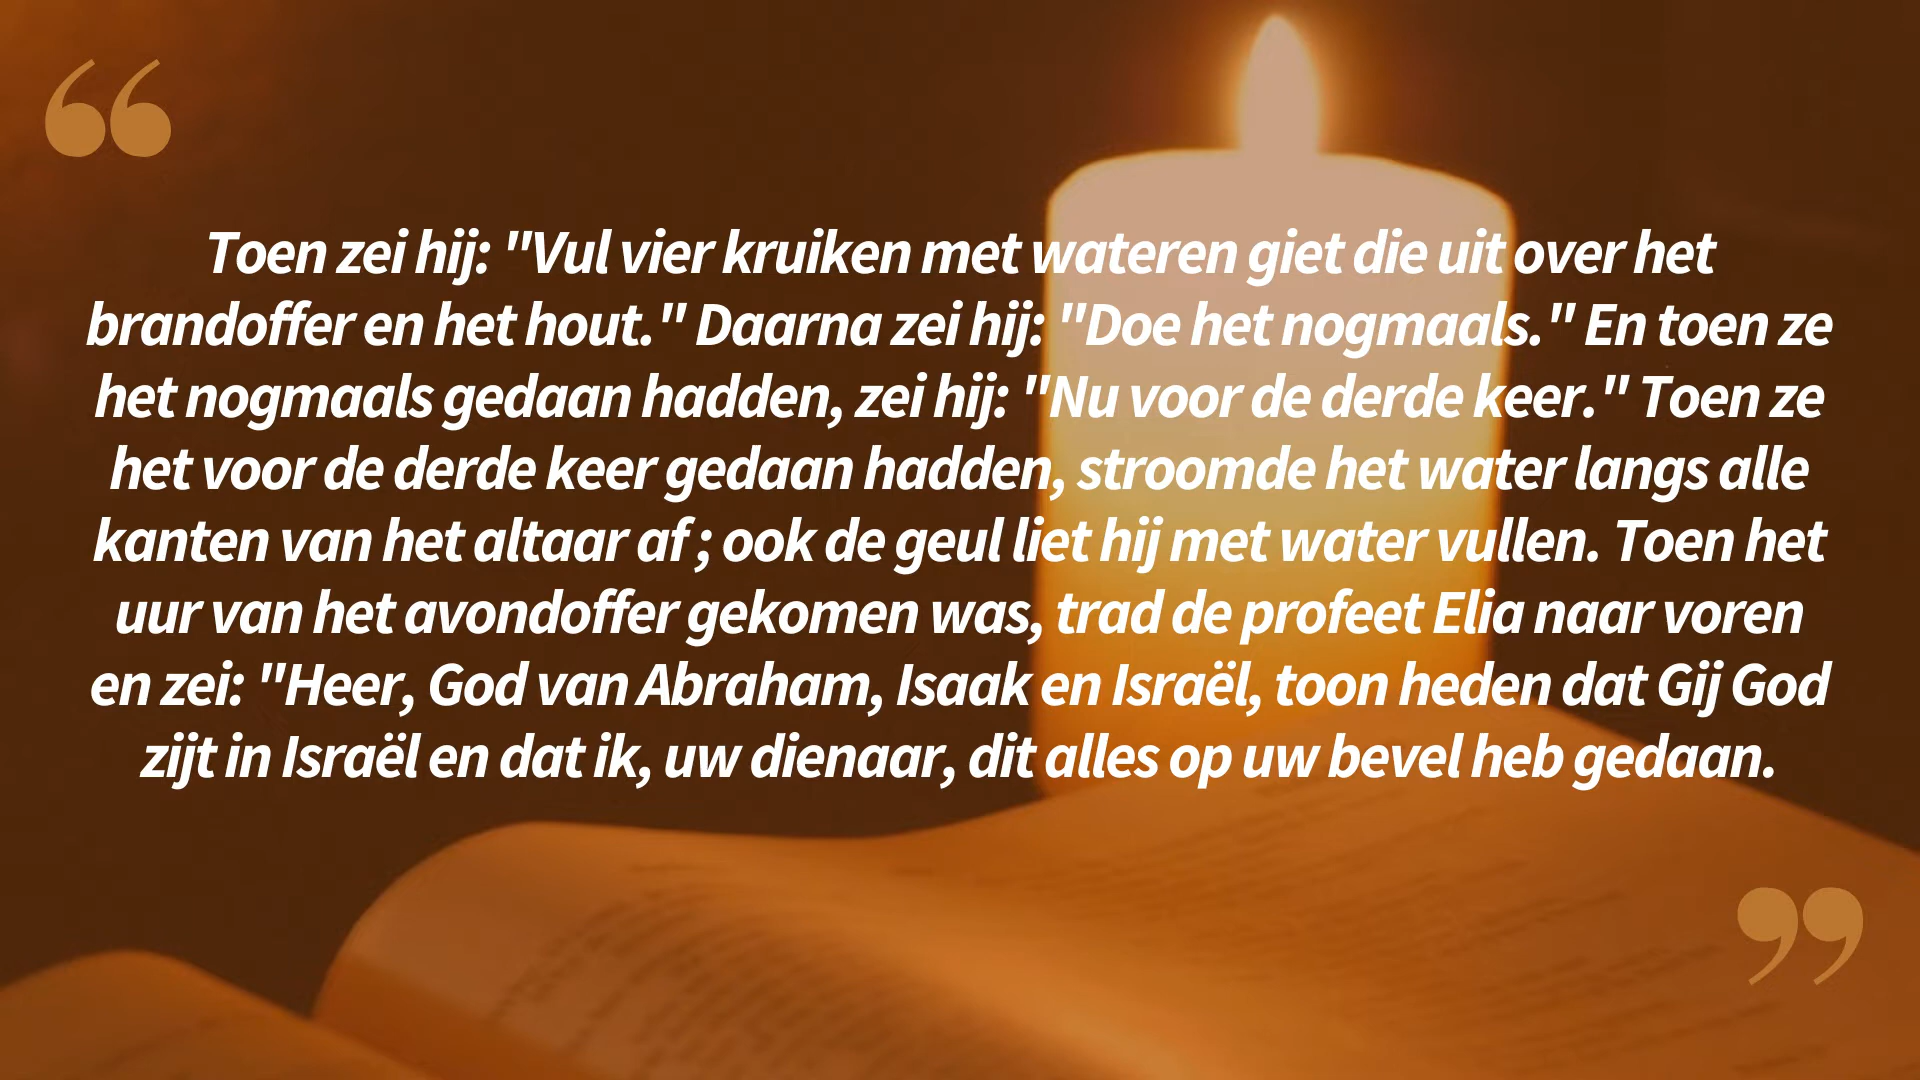 Toen zei hij: "Vul vier kruiken met wateren giet die uit over het
brandoffer en het hout." Daarna zei hij: "Doe het nogmaals." En toen ze
het nogmaals gedaan hadden, zei hij: "Nu voor de derde keer." Toen ze
het voor de derde keer gedaan hadden, stroomde het water langs alle
kanten van het altaar af; ook de geul liet hij met water vullen. Toen het
uur van het avondoffer gekomen was, trad de profeet Elia naar voren
en zei: "Heer, God van Abraham, Isaak en Israël, toon heden dat Gij God
zijt in Israël en dat ik, uw dienaar, dit alles op uw bevel heb gedaan.